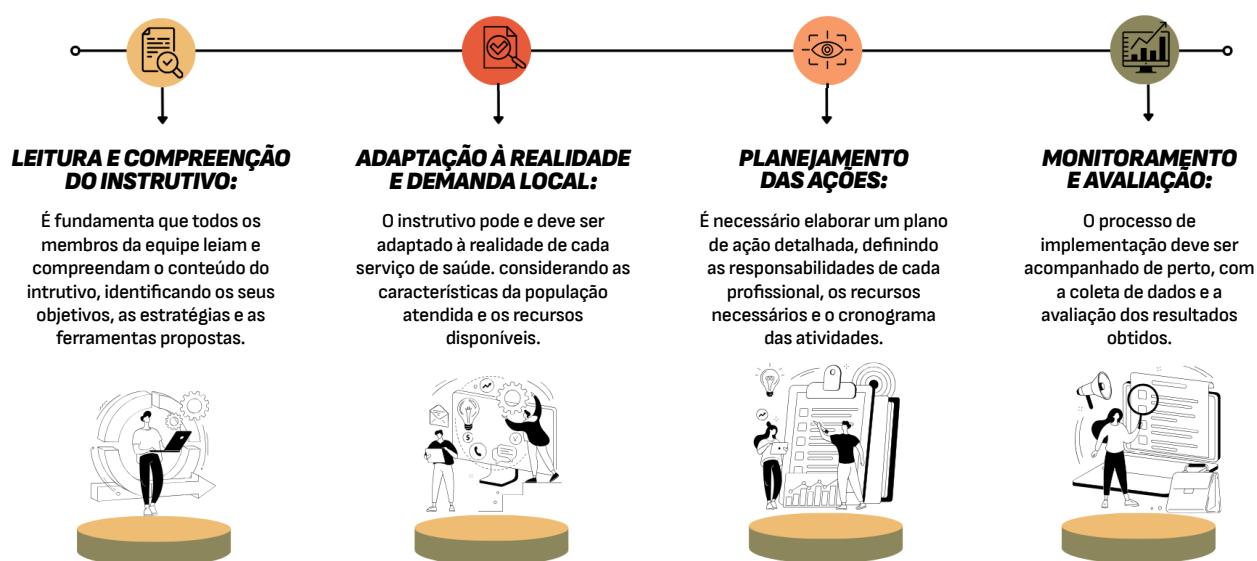 LEITURA E COMPREENÇÃO
DO INSTRUTIVO:
É fundamenta que todos os
membros da equipe leiam e
compreendam o conteúdo do
intrutivo, identificando os seus
objetivos, as estratégias e as
ferramentas propostas.
ADAPTAÇÃO À REALIDADE
E DEMANDA LOCAL:
O instrutivo pode e deve ser
adaptado à realidade de cada
serviço de saúde. considerando as
características da população
atendida e os recursos
disponíveis.
PLANEJAMENTO
DAS AÇÕES:
É necessário elaborar um plano
de ação detalhada, definindo
as responsabilidades de cada
profissional, os recursos
necessários e o cronograma
das atividades.
MONITORAMENTO
E AVALIAÇÃO:
O processo de
implementação deve ser
acompanhado de perto, com
a coleta de dados e a
avaliação dos resultados
obtidos.